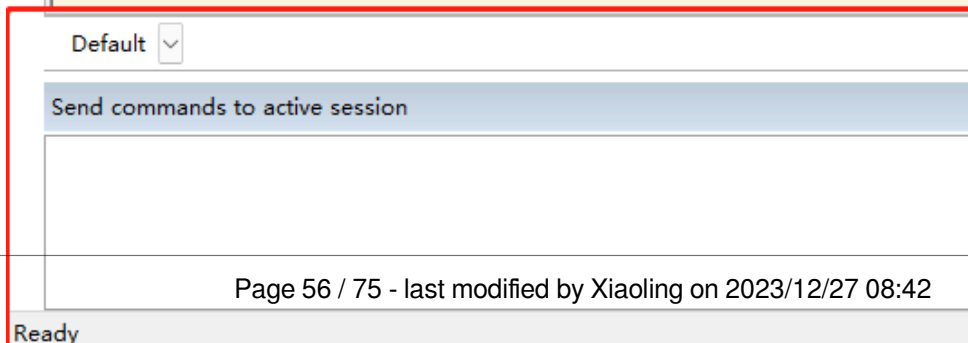 Default
Send commands to active session
Page 56 / 75 - last modified by Xiaoling on 2023/12/27 08:42
Ready